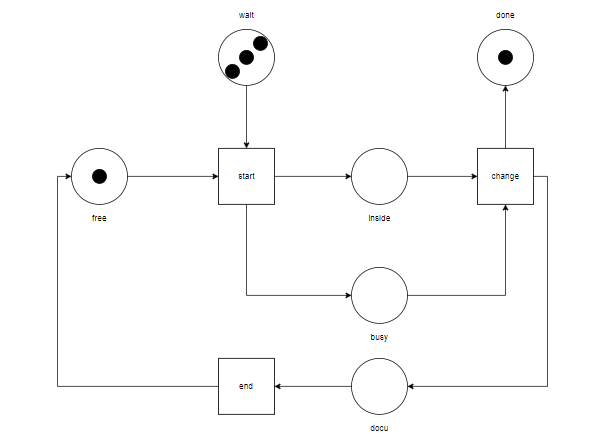 wait
done
start
change
free
inside
busy
end
docu